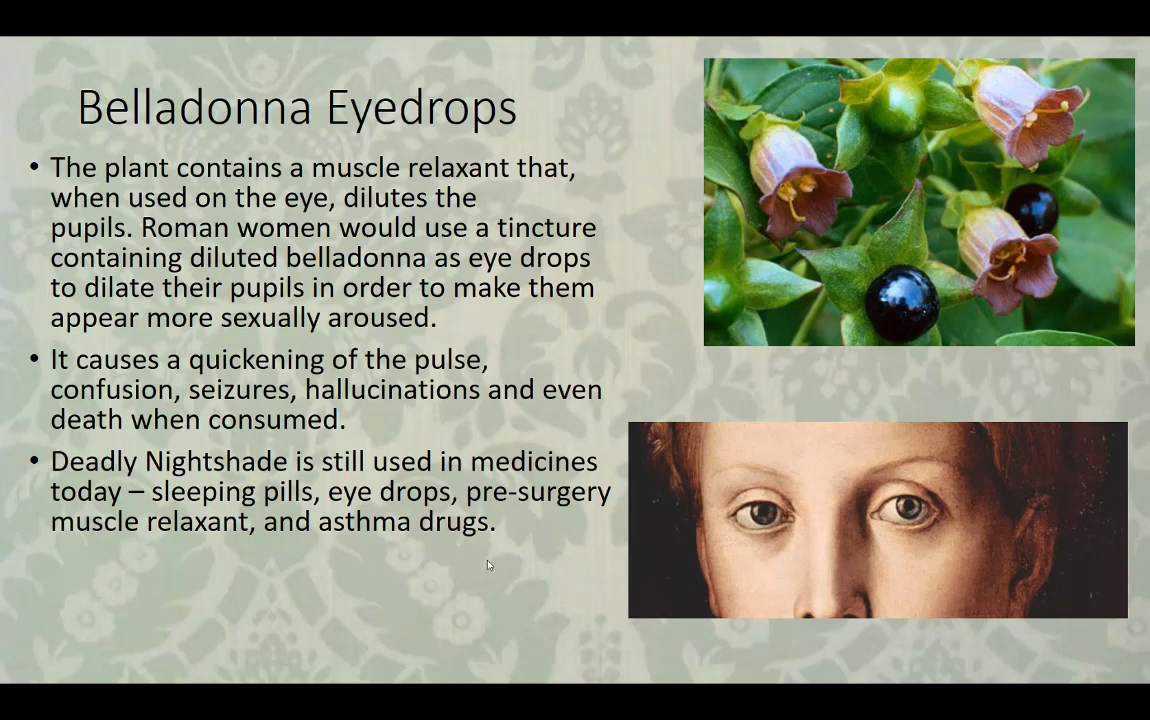 Belladonna Eyedrops
• The plant contains a muscle relaxant that,
when used on the eye, dilutes the
pupils. Roman women would use a tincture
containing diluted belladonna as eye drops
to dilate their pupils in order to make them
appear more sexually aroused.
• It causes a quickening of the pulse,
confusion, seizures, hallucinations and even
death when consumed.
• Deadly Nightshade is still used in medicines
today – sleeping pills, eye drops, pre-surgery
muscle relaxant, and asthma drugs.